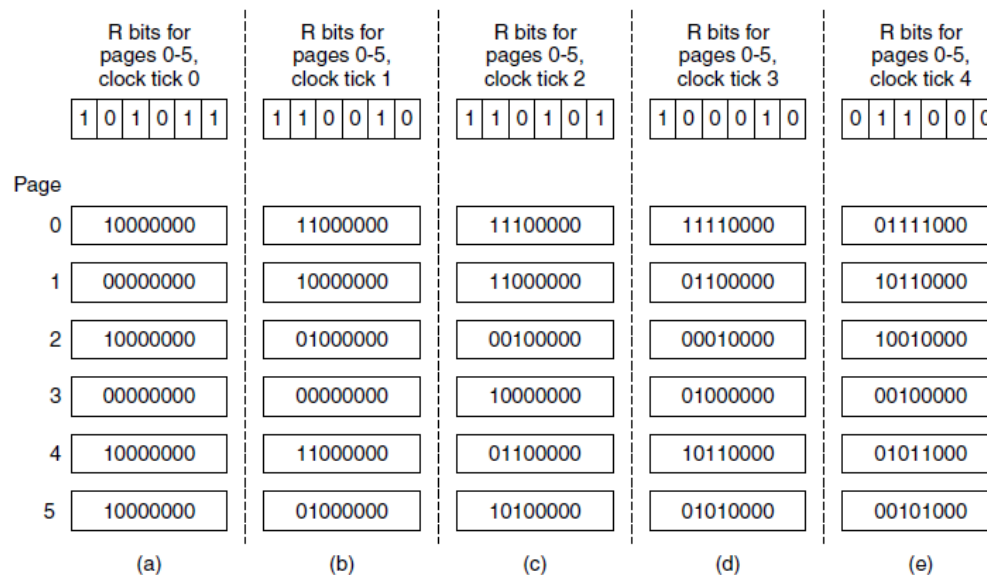 R bits for pages 0-5, clock tick 0
R bits for pages 0-5, clock tick 1
R bits for pages 0-5, clock tick 2
R bits for pages 0-5, clock tick 3
R bits for pages 0-5, clock tick 4
1 0 1 0 1 1
1 1 0 0 1 0
1 1 0 1 0 1
1 0 0 0 1 0
0 1 1 0 0 0
Page
0 10000000 11000000 11100000 11110000 01111000
1 00000000 10000000 11000000 01100000 10110000
2 10000000 01000000 00100000 00010000 10010000
3 00000000 00000000 10000000 01000000 00100000
4 10000000 11000000 01100000 10110000 01011000
5 10000000 01000000 10100000 01010000 00101000
(a) (b) (c) (d) (e)